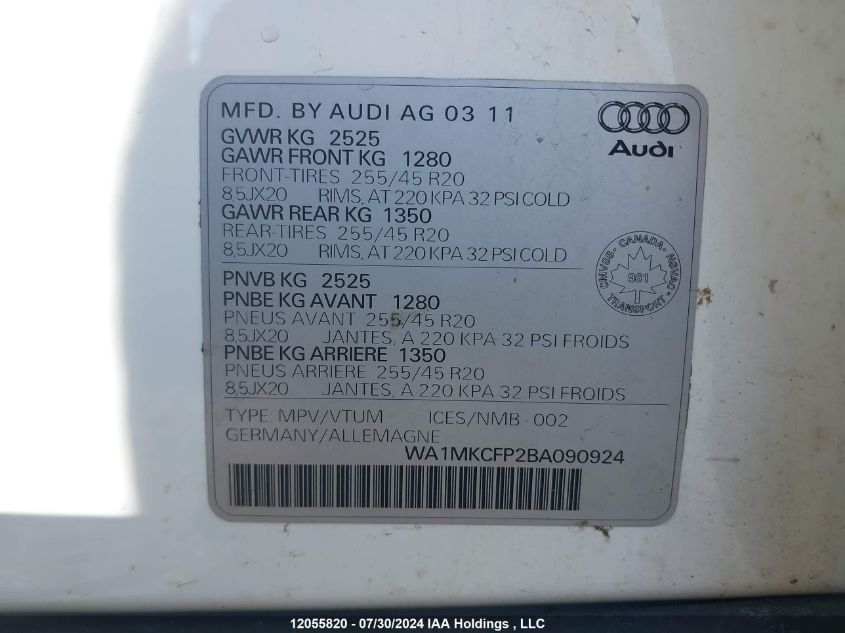 MFD. BY AUDI AG 03 11
GVWR KG 2525
GAWR FRONT KG 1280
FRONT-TIRES 255/45 R20
8,5JX20 RIMS, AT 220 KPA 32 PSI COLD
GAWR REAR KG 1350
REAR-TIRES 255/45 R20
8,5JX20 RIMS, AT 220 KPA 32 PSI COLD
Audi
CANADA
CMVSS - NSVAC
961
TRANSPORT
PNVB KG 2525
PNBE KG AVANT 1280
PNEUS AVANT 255/45 R20
8,5JX20 JANTES, A 220 KPA 32 PSI FROIDS
PNBE KG ARRIERE 1350
PNEUS ARRIERE 255/45 R20
8,5JX20 JANTES, A 220 KPA 32 PSI FROIDS
TYPE: MPV/VTUM ICES/NMB - 002
GERMANY/ALLEMAGNE
WA1MKCFP2BA090924
12055820 - 07/30/2024 IAA Holdings , LLC